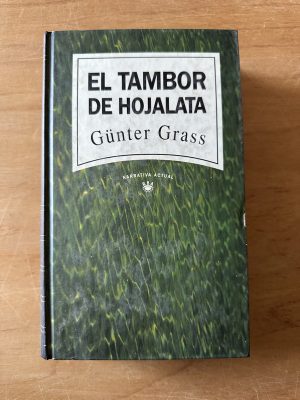 EL TAMBOR
DE HOJALATA
Günter Grass
NARRATIVA ACTUAL